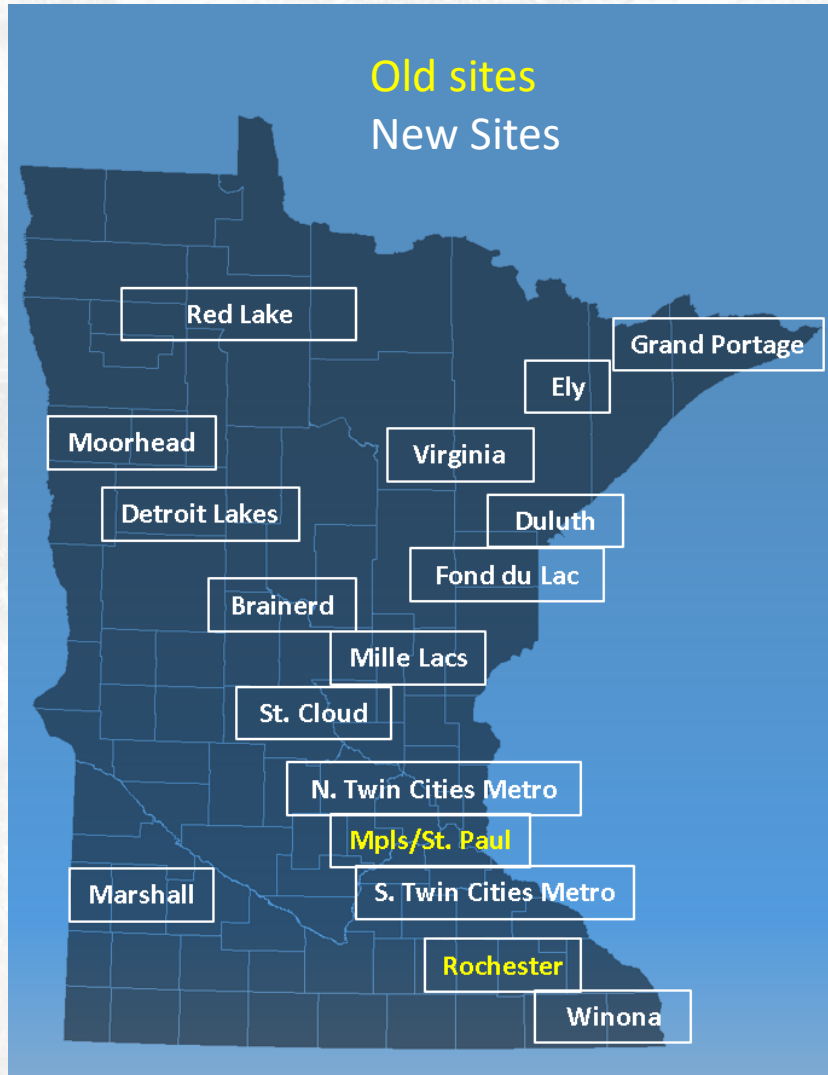 Old sites
New Sites
Red Lake
Grand Portage
Ely
Moorhead
Virginia
Detroit Lakes
Duluth
Fond du Lac
Brainerd
Mille Lacs
St. Cloud
N. Twin Cities Metro
Mpls/St. Paul
Marshall
S. Twin Cities Metro
Rochester
Winona